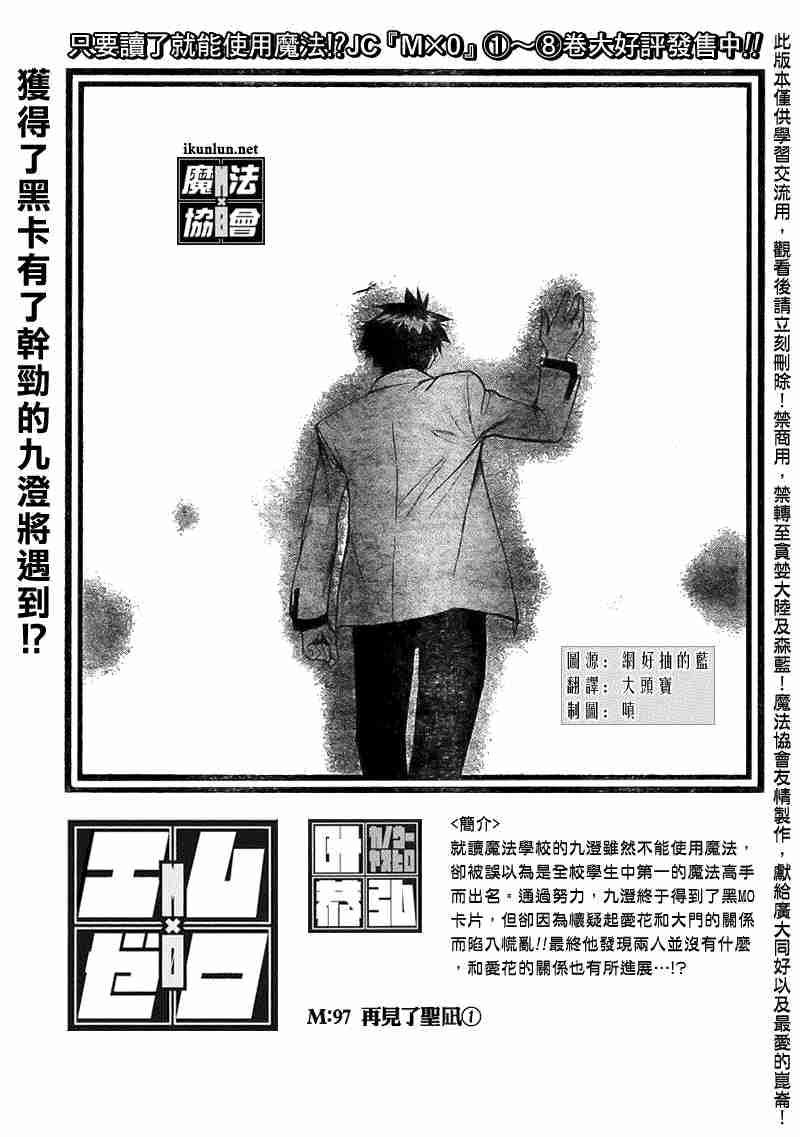 只要讀了就能使用魔法!?JC『M×0』①～⑧卷大好評發售中!!
此版本僅供學習交流用，觀看後請立刻刪除！禁商用，禁轉至貪婪大陸及森藍！魔法協會友情製作，獻給廣大同好以及最愛的崑崙！
獲得了黑卡有了幹勁的九澄將遇到!?
ikunlun.net
魔法
M×0
協會
圖源：網好抽的藍
翻譯：大頭寶
制圖：嗔
エム
M×0
ゼロ
叶
カノウ
ヤスヒロ
恭弘
<簡介>
就讀魔法學校的九澄雖然不能使用魔法，
卻被誤以為是全校學生中第一的魔法高手
而出名。通過努力，九澄終于得到了黑MO
卡片，但卻因為懷疑起愛花和大門的關係
而陷入慌亂!!最終他發現兩人並沒有什麼
，和愛花的關係也有所進展…!?
M:97 再見了聖凪①